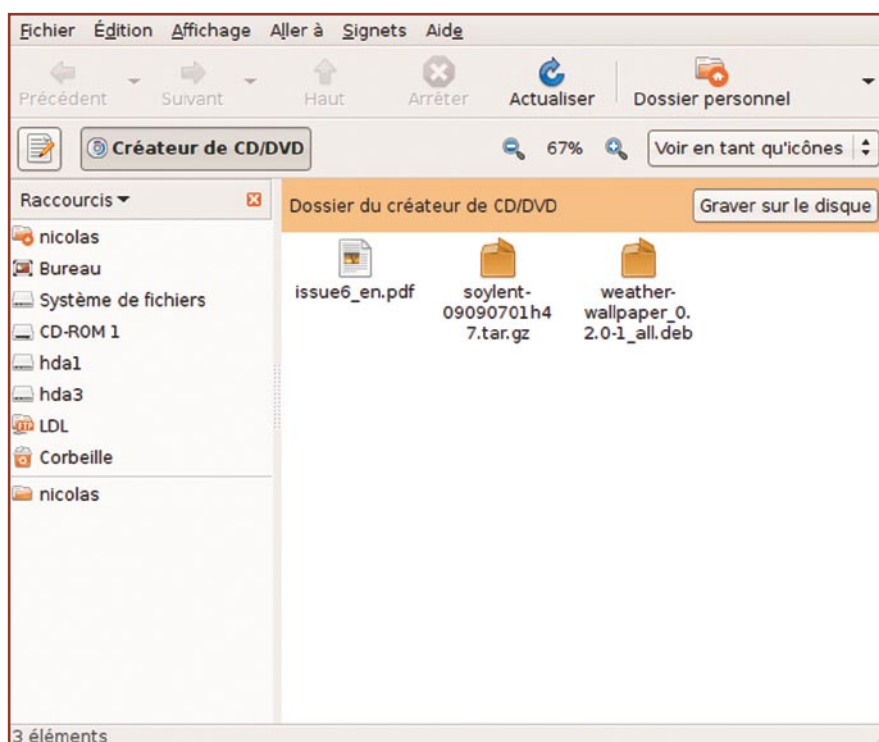 Fichier Édition Affichage Aller à Signets Aide
Précédent Suivant Haut Arrêter Actualiser Dossier personnel
Créateur de CD/DVD 67% Voir en tant qu'icônes
Raccourcis
nicolas
Bureau
Système de fichiers
CD-ROM 1
hda1
hda3
LDL
Corbeille
nicolas
Dossier du créateur de CD/DVD Graver sur le disque
issue6_en.pdf
soylent-
09090701h4
7.tar.gz
weather-
wallpaper_0.
2.0-1_all.deb
3 éléments